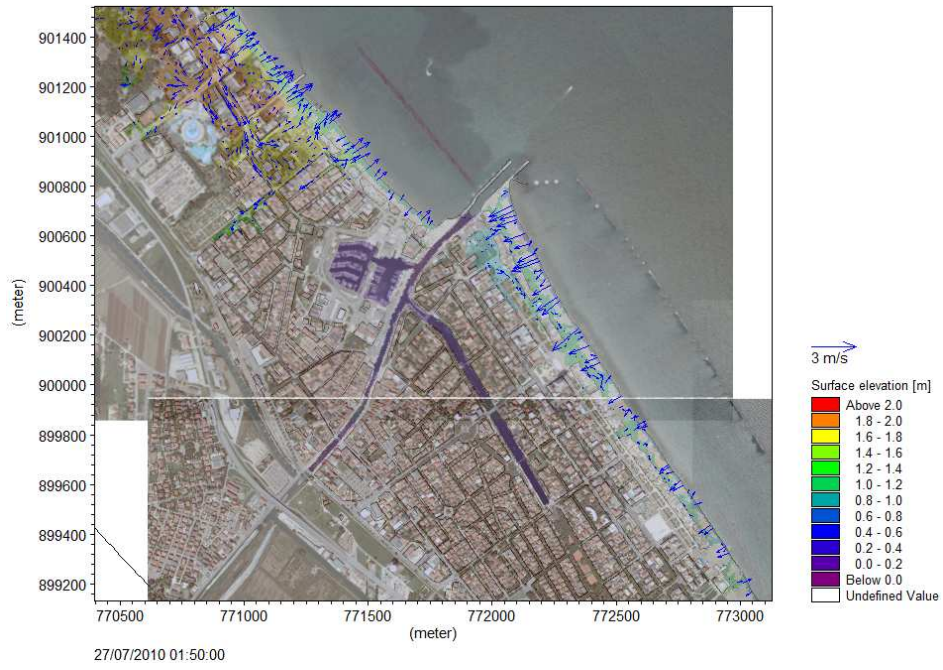 901400
901200
901000
900800
900600
(meter)
900400
900200
900000
899800
899600
899400
899200
770500 771000 771500 772000 772500 773000
(meter)
27/07/2010 01:50:00
3 m/s
Surface elevation [m]
Above 2.0
1.8 - 2.0
1.6 - 1.8
1.4 - 1.6
1.2 - 1.4
1.0 - 1.2
0.8 - 1.0
0.6 - 0.8
0.4 - 0.6
0.2 - 0.4
0.0 - 0.2
Below 0.0
Undefined Value